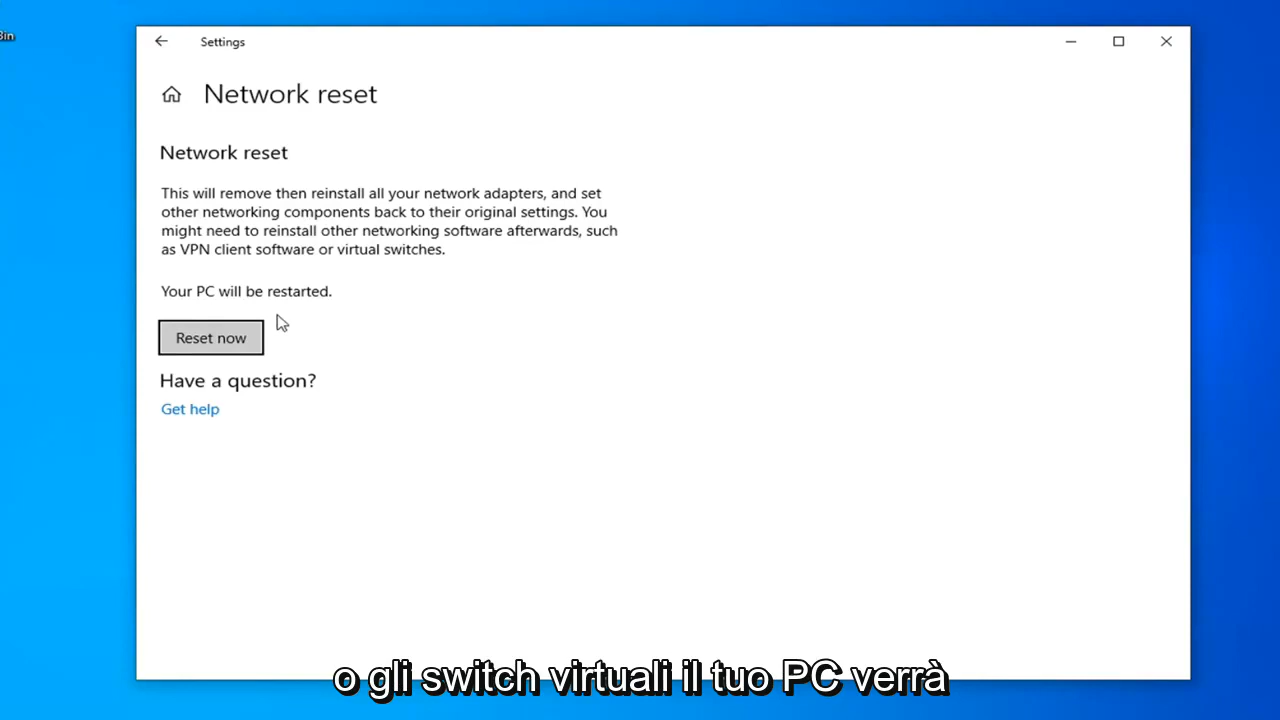 Bin
Settings
Network reset
Network reset
This will remove then reinstall all your network adapters, and set
other networking components back to their original settings. You
might need to reinstall other networking software afterwards, such
as VPN client software or virtual switches.
Your PC will be restarted.
Reset now
Have a question?
Get help
o gli switch virtuali il tuo PC verrà